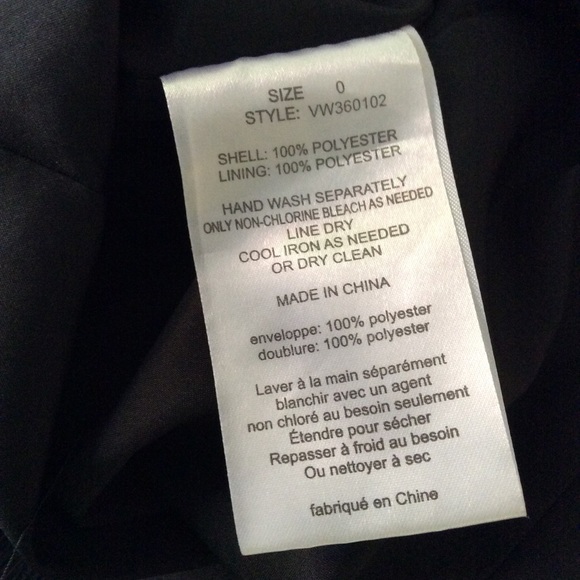 SIZE 0
STYLE: VW360102
SHELL: 100% POLYESTER
LINING: 100% POLYESTER
HAND WASH SEPARATELY
ONLY NON-CHLORINE BLEACH AS NEEDED
LINE DRY
COOL IRON AS NEEDED
OR DRY CLEAN
MADE IN CHINA
enveloppe: 100% polyester
doublure: 100% polyester
Laver à la main séparément
blanchir avec un agent
non chloré au besoin seulement
Étendre pour sécher
Repasser à froid au besoin
Ou nettoyer à sec
fabriqué en Chine